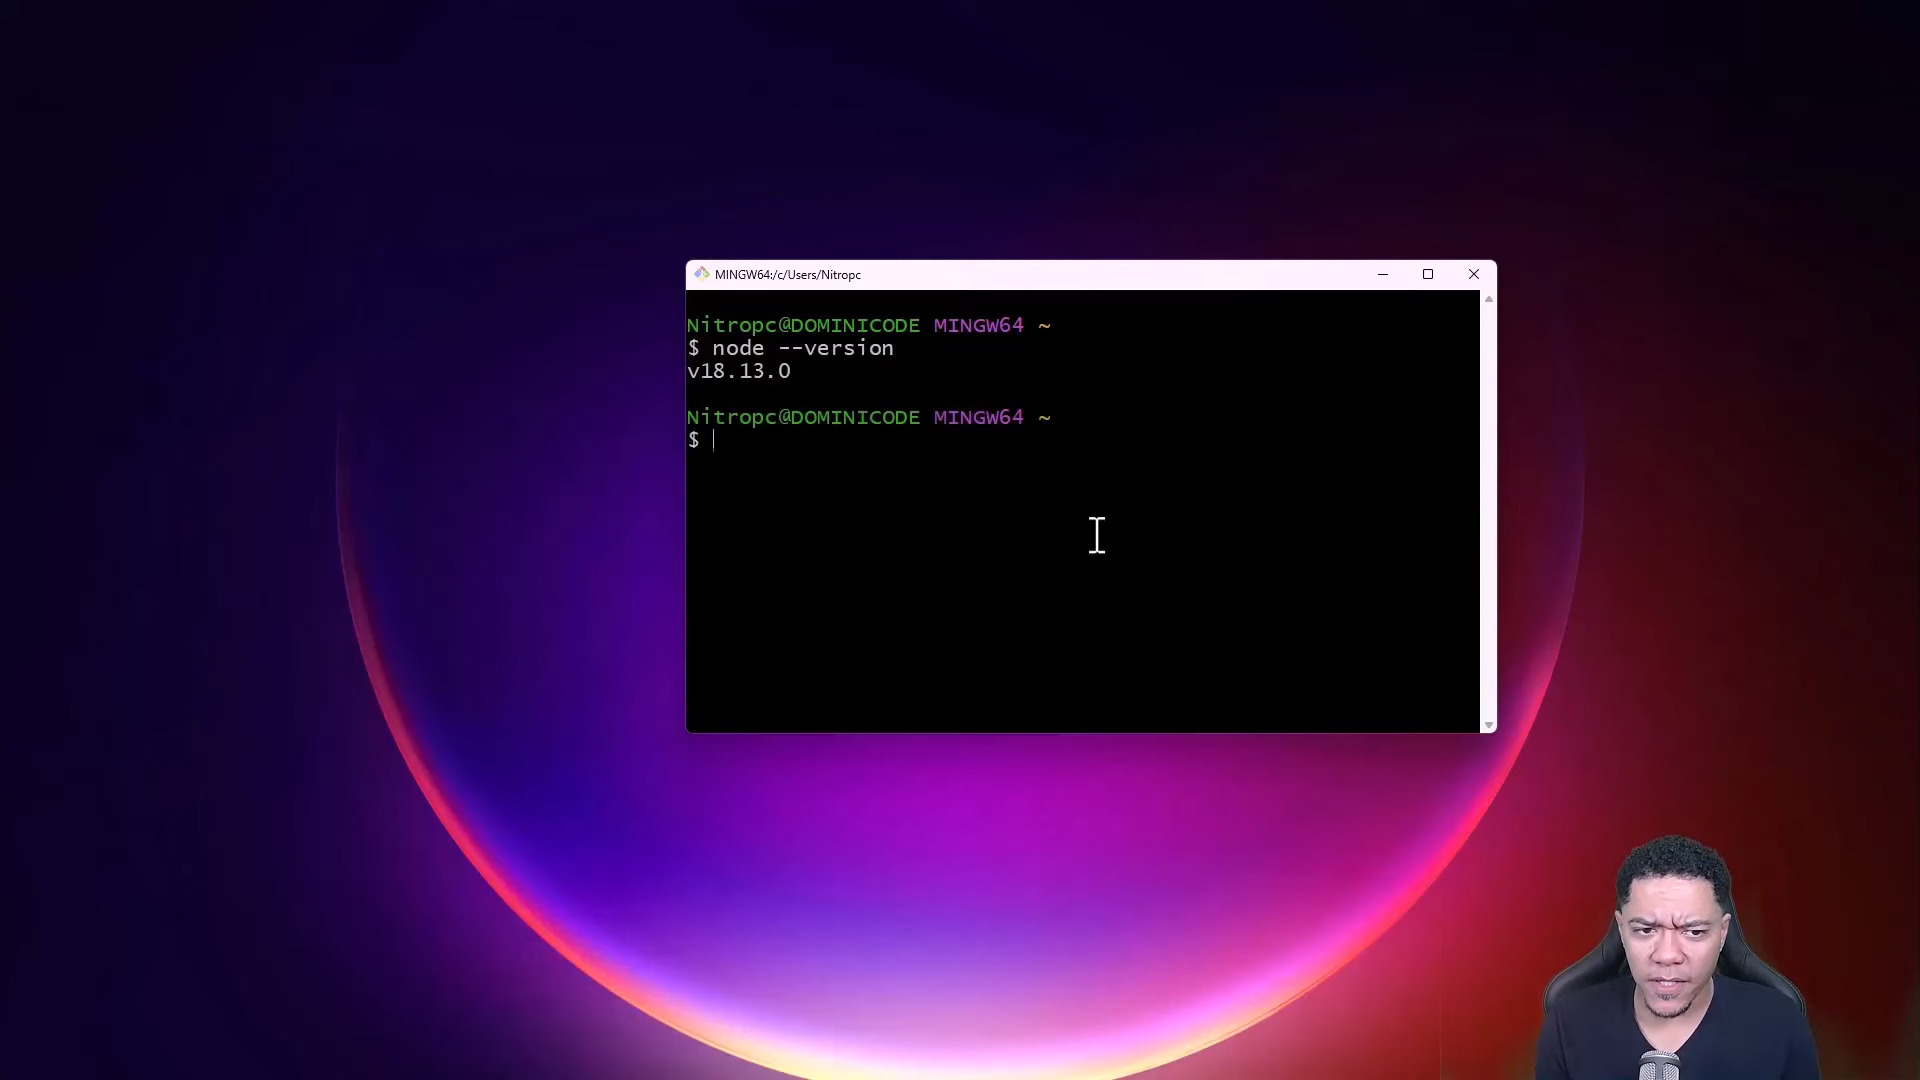 MINGW64:/c/Users/Nitropc
Nitropc@DOMINICODE MINGW64 ~
$ node --version
v18.13.0
Nitropc@DOMINICODE MINGW64 ~
$